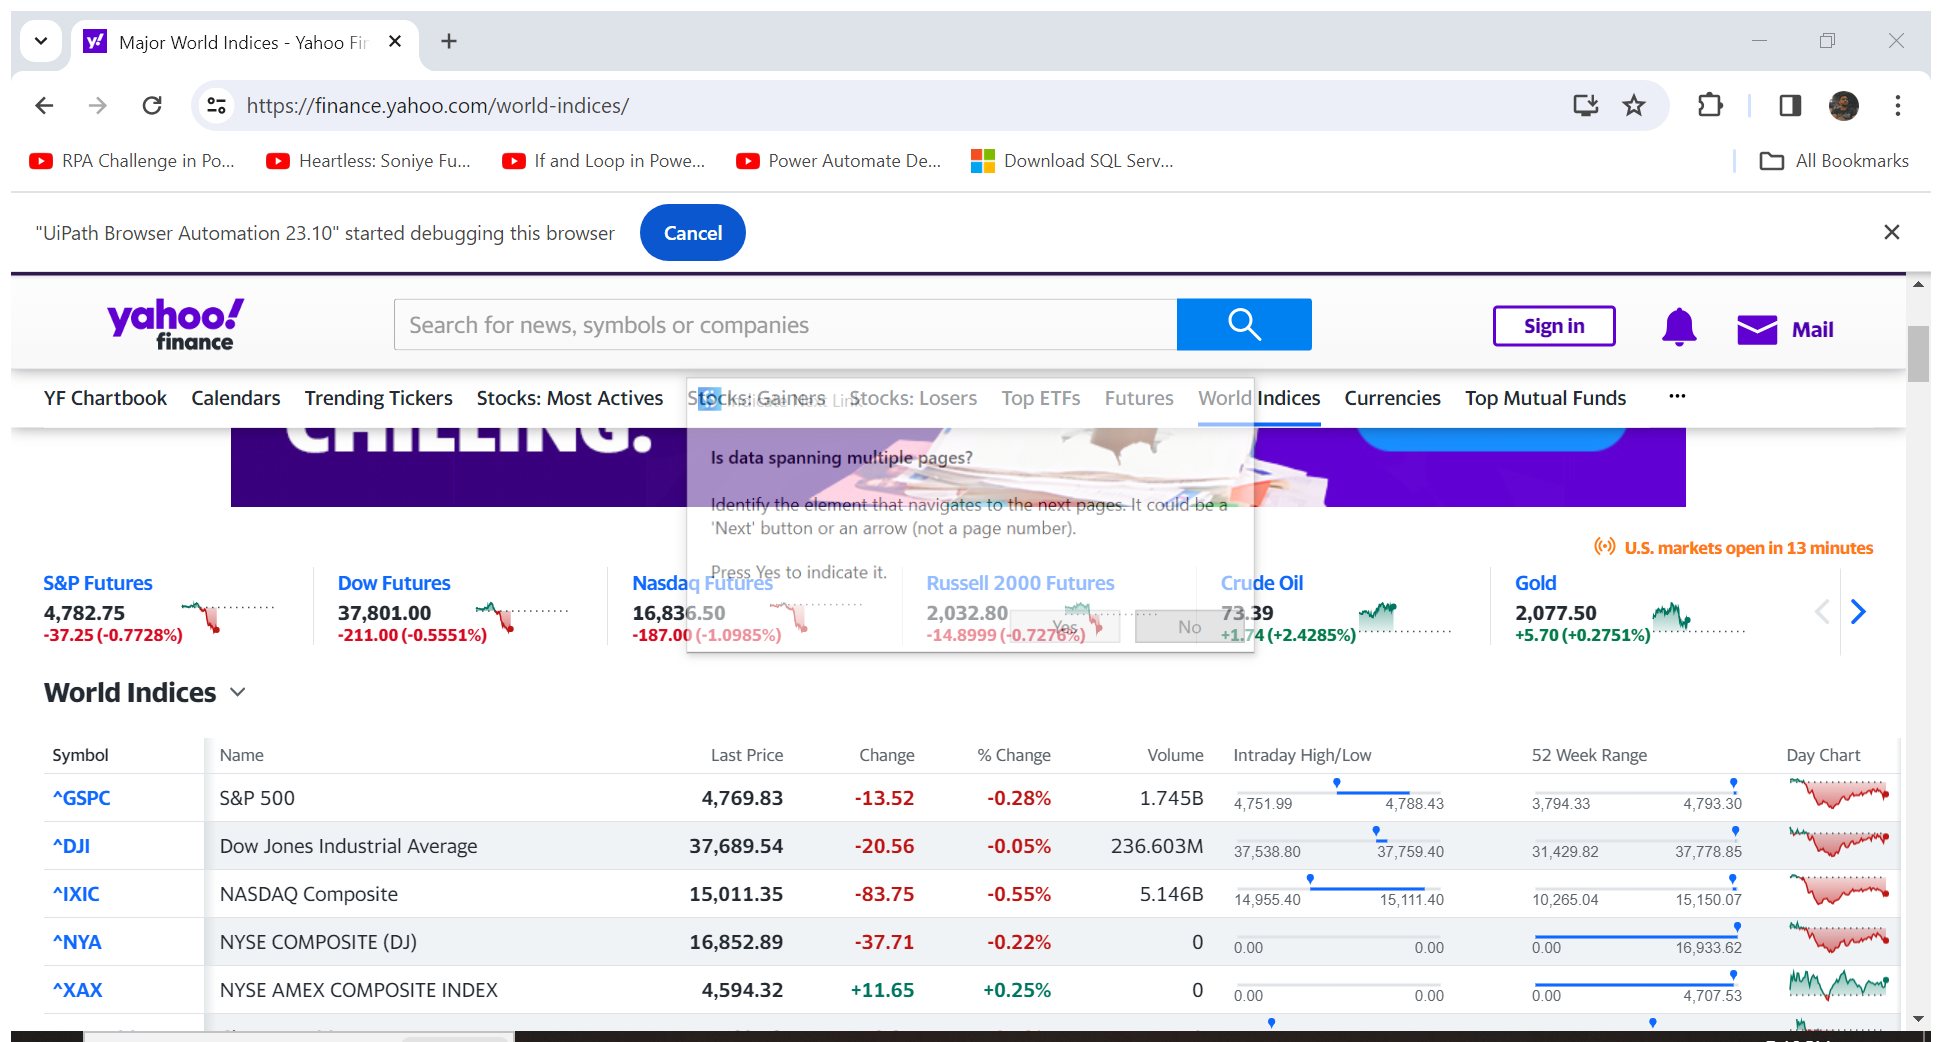 Major World Indices - Yahoo Fin
https://finance.yahoo.com/world-indices/
RPA Challenge in Po... Heartless: Soniye Fu... If and Loop in Powe... Power Automate De... Download SQL Serv... All Bookmarks
"UiPath Browser Automation 23.10" started debugging this browser Cancel
yahoo!
finance
Search for news, symbols or companies Sign in Mail
YF Chartbook Calendars Trending Tickers Stocks: Most Actives Stocks: Gainers Stocks: Losers Top ETFs Futures World Indices Currencies Top Mutual Funds ...
Indicate Next Link
CHILLING.
Is data spanning multiple pages?
Identify the element that navigates to the next pages. It could be a
'Next' button or an arrow (not a page number).
Press Yes to indicate it.
Yes No
U.S. markets open in 13 minutes
S&P Futures Dow Futures Nasdaq Futures Russell 2000 Futures Crude Oil Gold
4,782.75 37,801.00 16,836.50 2,032.80 73.39 2,077.50
-37.25 (-0.7728%) -211.00 (-0.5551%) -187.00 (-1.0985%) -14.8999 (-0.7276%) +1.74 (+2.4285%) +5.70 (+0.2751%)
World Indices
Symbol Name Last Price Change % Change Volume Intraday High/Low 52 Week Range Day Chart
^GSPC S&P 500 4,769.83 -13.52 -0.28% 1.745B 4,751.99 4,788.43 3,794.33 4,793.30
^DJI Dow Jones Industrial Average 37,689.54 -20.56 -0.05% 236.603M 37,538.80 37,759.40 31,429.82 37,778.85
^IXIC NASDAQ Composite 15,011.35 -83.75 -0.55% 5.146B 14,955.40 15,111.40 10,265.04 15,150.07
^NYA NYSE COMPOSITE (DJ) 16,852.89 -37.71 -0.22% 0 0.00 0.00 0.00 16,933.62
^XAX NYSE AMEX COMPOSITE INDEX 4,594.32 +11.65 +0.25% 0 0.00 0.00 0.00 4,707.53